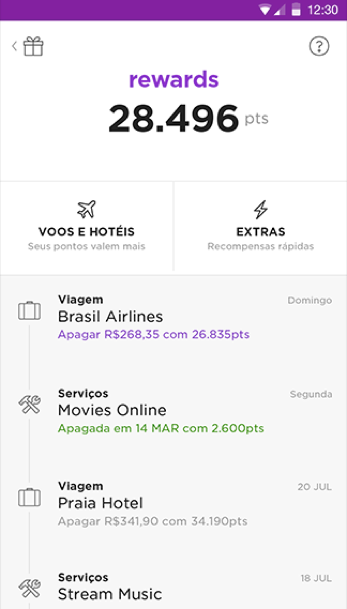 12:30
rewards
28.496 pts
VOOS E HOTÉIS
Seus pontos valem mais
EXTRAS
Recompensas rápidas
Viagem
Domingo
Brasil Airlines
Apagar R$268,35 com 26.835pts
Serviços
Segunda
Movies Online
Apagada em 14 MAR com 2.600pts
Viagem
20 JUL
Praia Hotel
Apagar R$341,90 com 34.190pts
Serviços
18 JUL
Stream Music